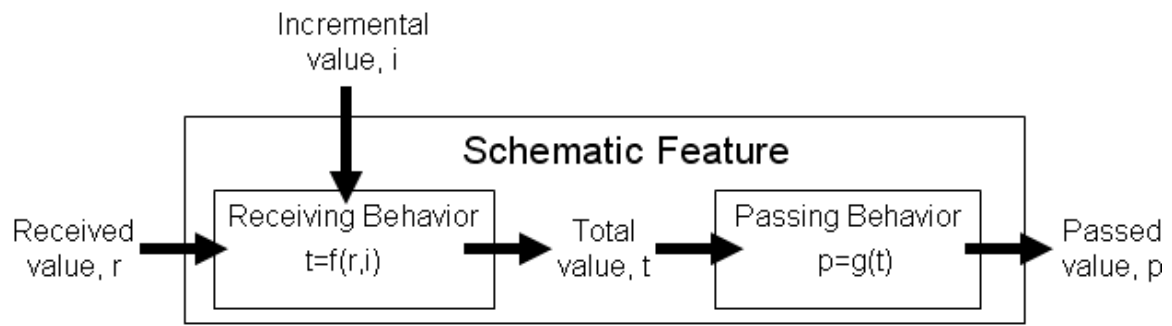 Incremental
value, i
Schematic Feature
Received
value, r
Receiving Behavior
t=f(r,i)
Total
value, t
Passing Behavior
p=g(t)
Passed
value, p